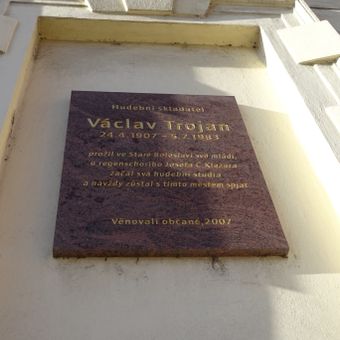 Hudební skladatel
Václav Trojan
24.4.1907 – 5.7.1983
prožil ve Staré Boleslavi své mládí,
u regenschoriho Josefa C. Klazara
začal svá hudební studia
a navždy zůstal s tímto městem spjat
Věnovali občané, 2007